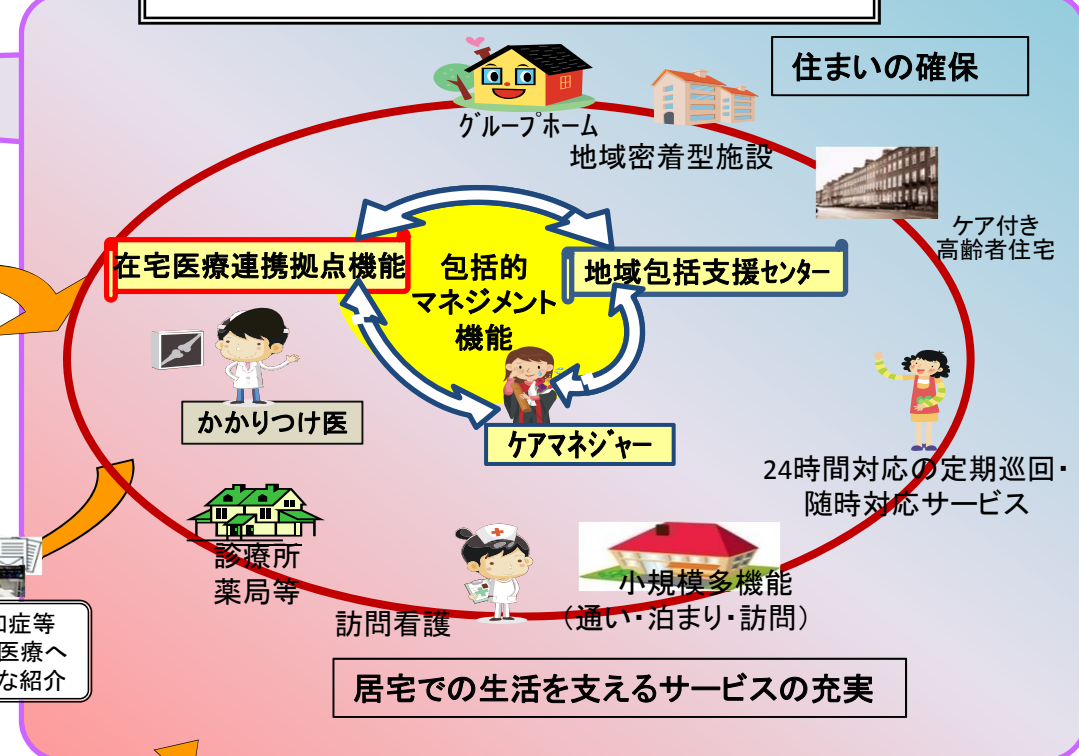 住まいの確保
グループホーム
地域密着型施設
ケア付き
高齢者住宅
在宅医療連携拠点機能
包括的
マネジメント
機能
地域包括支援センター
かかりつけ医
ケアマネジャー
24時間対応の定期巡回・
随時対応サービス
診療所
薬局等
訪問看護
小規模多機能
（通い・泊まり・訪問）
症等
医療へ
な紹介
居宅での生活を支えるサービスの充実